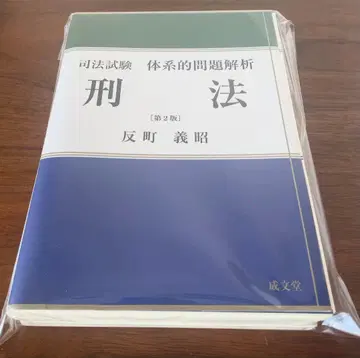 司法試験 体系的問題解析
刑 法
〔第2版〕
反町 義昭
成文堂